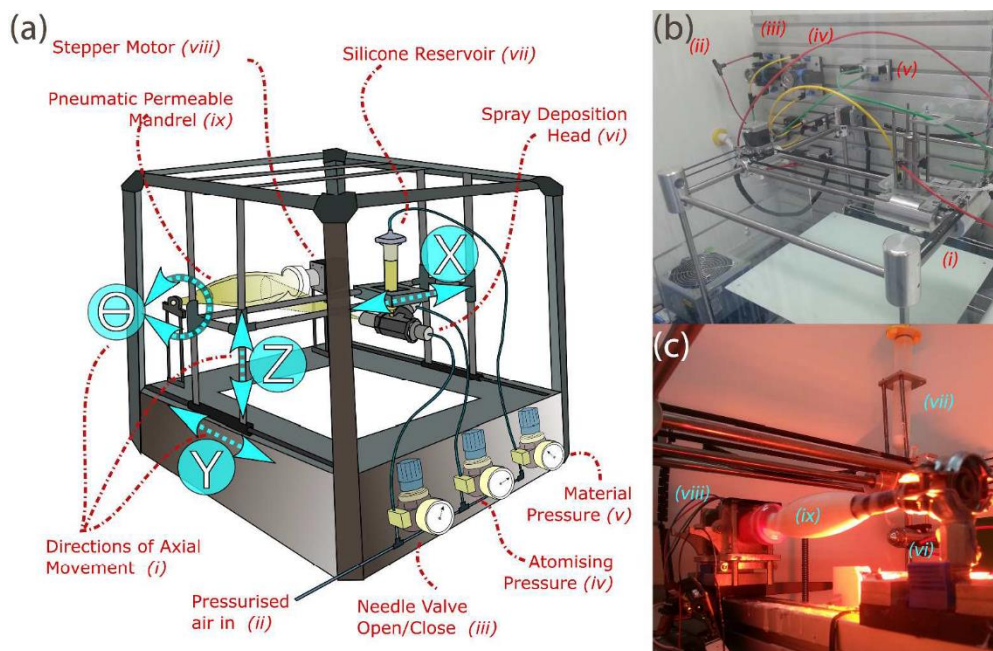 (a)
Stepper Motor (viii)
Silicone Reservoir (vii)
Pneumatic Permeable
Mandrel (ix)
Spray Deposition
Head (vi)
X
Θ
Z
Y
Directions of Axial
Movement (i)
Pressurised
air in (ii)
Needle Valve
Open/Close (iii)
Atomising
Pressure (iv)
Material
Pressure (v)
(b)
(ii)
(iii)
(iv)
(v)
(i)
(c)
(vii)
(viii)
(ix)
(vi)